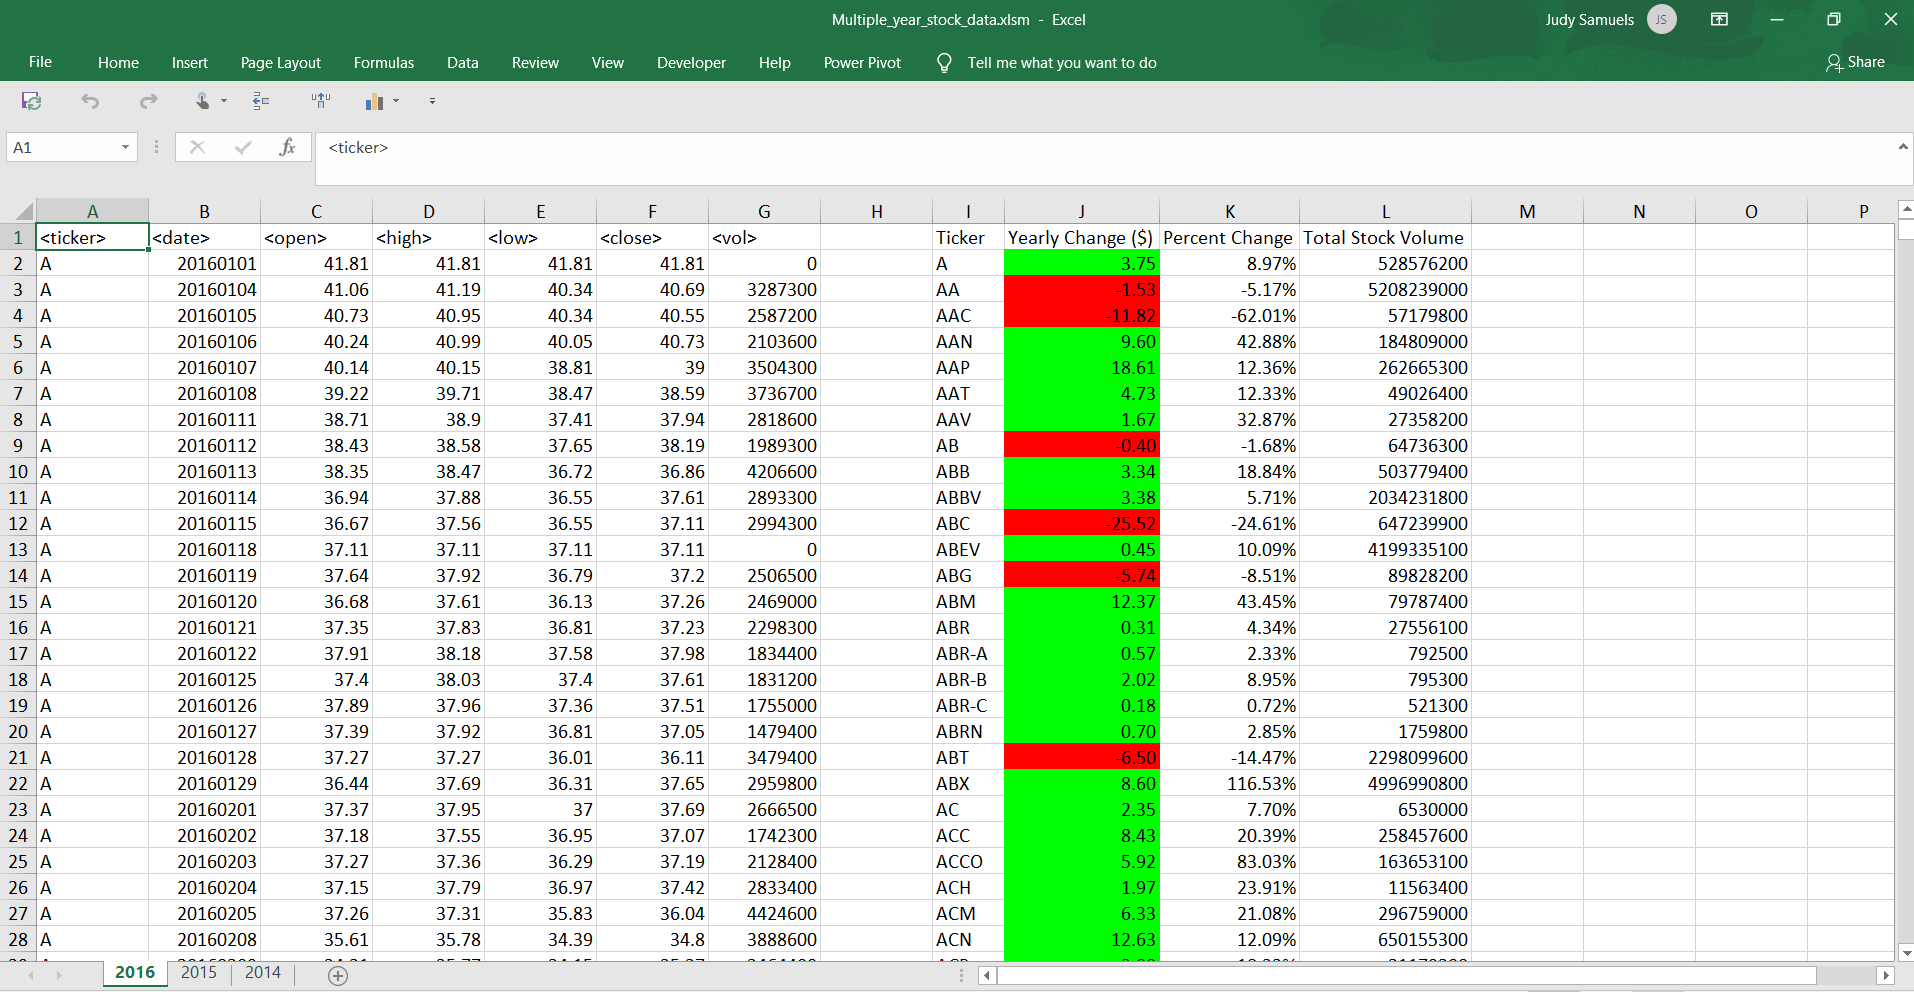 Multiple_year_stock_data.xlsm - Excel
Judy Samuels JS
File Home Insert Page Layout Formulas Data Review View Developer Help Power Pivot Tell me what you want to do Share
A1 fx <ticker>
A B C D E F G H I J K L M N O P
1 <ticker> <date> <open> <high> <low> <close> <vol> Ticker Yearly Change ($) Percent Change Total Stock Volume
2 A 20160101 41.81 41.81 41.81 41.81 0 A 3.75 8.97% 528576200
3 A 20160104 41.06 41.19 40.34 40.69 3287300 AA -1.53 -5.17% 5208239000
4 A 20160105 40.73 40.95 40.34 40.55 2587200 AAC -11.82 -62.01% 57179800
5 A 20160106 40.24 40.99 40.05 40.73 2103600 AAN 9.60 42.88% 184809000
6 A 20160107 40.14 40.15 38.81 39 3504300 AAP 18.61 12.36% 262665300
7 A 20160108 39.22 39.71 38.47 38.59 3736700 AAT 4.73 12.33% 49026400
8 A 20160111 38.71 38.9 37.41 37.94 2818600 AAV 1.67 32.87% 27358200
9 A 20160112 38.43 38.58 37.65 38.19 1989300 AB -0.40 -1.68% 64736300
10 A 20160113 38.35 38.47 36.72 36.86 4206600 ABB 3.34 18.84% 503779400
11 A 20160114 36.94 37.88 36.55 37.61 2893300 ABBV 3.38 5.71% 2034231800
12 A 20160115 36.67 37.56 36.55 37.11 2994300 ABC -25.52 -24.61% 647239900
13 A 20160118 37.11 37.11 37.11 37.11 0 ABEV 0.45 10.09% 4199335100
14 A 20160119 37.64 37.92 36.79 37.2 2506500 ABG -5.74 -8.51% 89828200
15 A 20160120 36.68 37.61 36.13 37.26 2469000 ABM 12.37 43.45% 79787400
16 A 20160121 37.35 37.83 36.81 37.23 2298300 ABR 0.31 4.34% 27556100
17 A 20160122 37.91 38.18 37.58 37.98 1834400 ABR-A 0.57 2.33% 792500
18 A 20160125 37.4 38.03 37.4 37.61 1831200 ABR-B 2.02 8.95% 795300
19 A 20160126 37.89 37.96 37.36 37.51 1755000 ABR-C 0.18 0.72% 521300
20 A 20160127 37.39 37.92 36.81 37.05 1479400 ABRN 0.70 2.85% 1759800
21 A 20160128 37.27 37.27 36.01 36.11 3479400 ABT -6.50 -14.47% 2298099600
22 A 20160129 36.44 37.69 36.31 37.65 2959800 ABX 8.60 116.53% 4996990800
23 A 20160201 37.37 37.95 37 37.69 2666500 AC 2.35 7.70% 6530000
24 A 20160202 37.18 37.55 36.95 37.07 1742300 ACC 8.43 20.39% 258457600
25 A 20160203 37.27 37.36 36.29 37.19 2128400 ACCO 5.92 83.03% 163653100
26 A 20160204 37.15 37.79 36.97 37.42 2833400 ACH 1.97 23.91% 11563400
27 A 20160205 37.26 37.31 35.83 36.04 4424600 ACM 6.33 21.08% 296759000
28 A 20160208 35.61 35.78 34.39 34.8 3888600 ACN 12.63 12.09% 650155300
2016 2015 2014